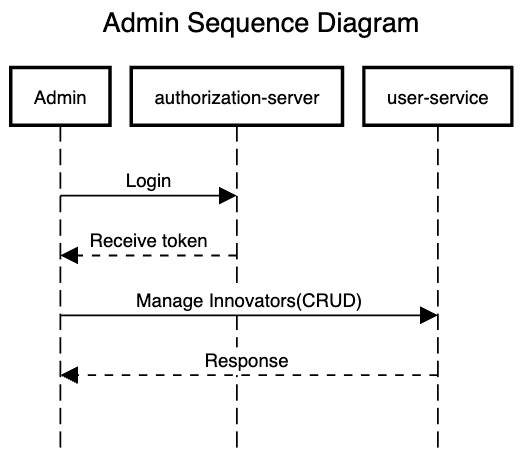 Admin Sequence Diagram
Admin
authorization-server
user-service
Login
Receive token
Manage Innovators(CRUD)
Response